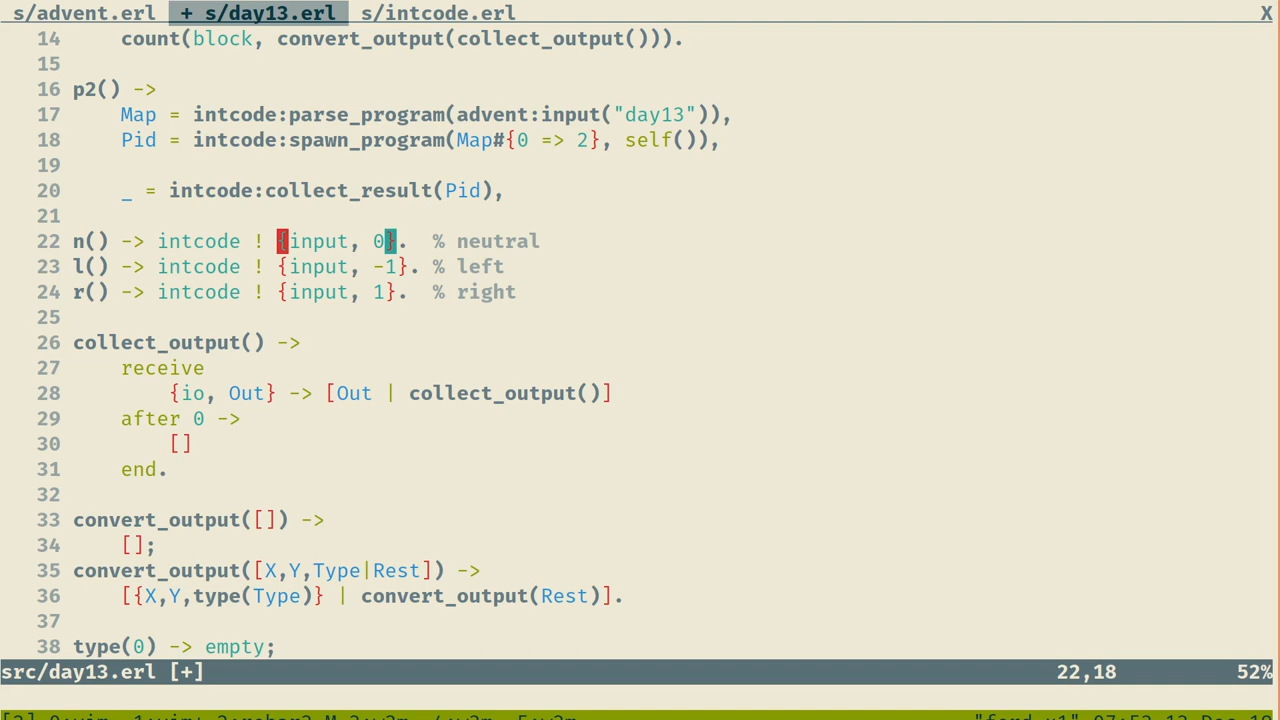 s/advent.erl + s/day13.erl s/intcode.erl X
14 count(block, convert_output(collect_output())).
15
16 p2() ->
17 Map = intcode:parse_program(advent:input("day13")),
18 Pid = intcode:spawn_program(Map#{0 => 2}, self()),
19
20 _ = intcode:collect_result(Pid),
21
22 n() -> intcode ! {input, 0}. % neutral
23 l() -> intcode ! {input, -1}. % left
24 r() -> intcode ! {input, 1}. % right
25
26 collect_output() ->
27 receive
28 {io, Out} -> [Out | collect_output()]
29 after 0 ->
30 []
31 end.
32
33 convert_output([]) ->
34 [];
35 convert_output([X,Y,Type|Rest]) ->
36 [{X,Y,type(Type)} | convert_output(Rest)].
37
38 type(0) -> empty;
src/day13.erl [+] 22,18 52%